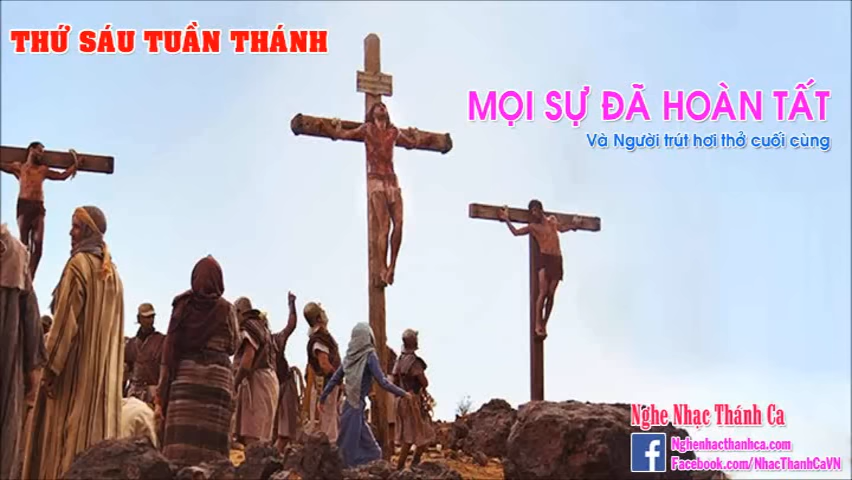 THỨ SÁU TUẦN THÁNH
MỌI SỰ ĐÃ HOÀN TẤT
Và Người trút hơi thở cuối cùng
Nghe Nhạc Thánh Ca
f
Nghenhacthanhca.com
Facebook.com/NhacThanhCaVN